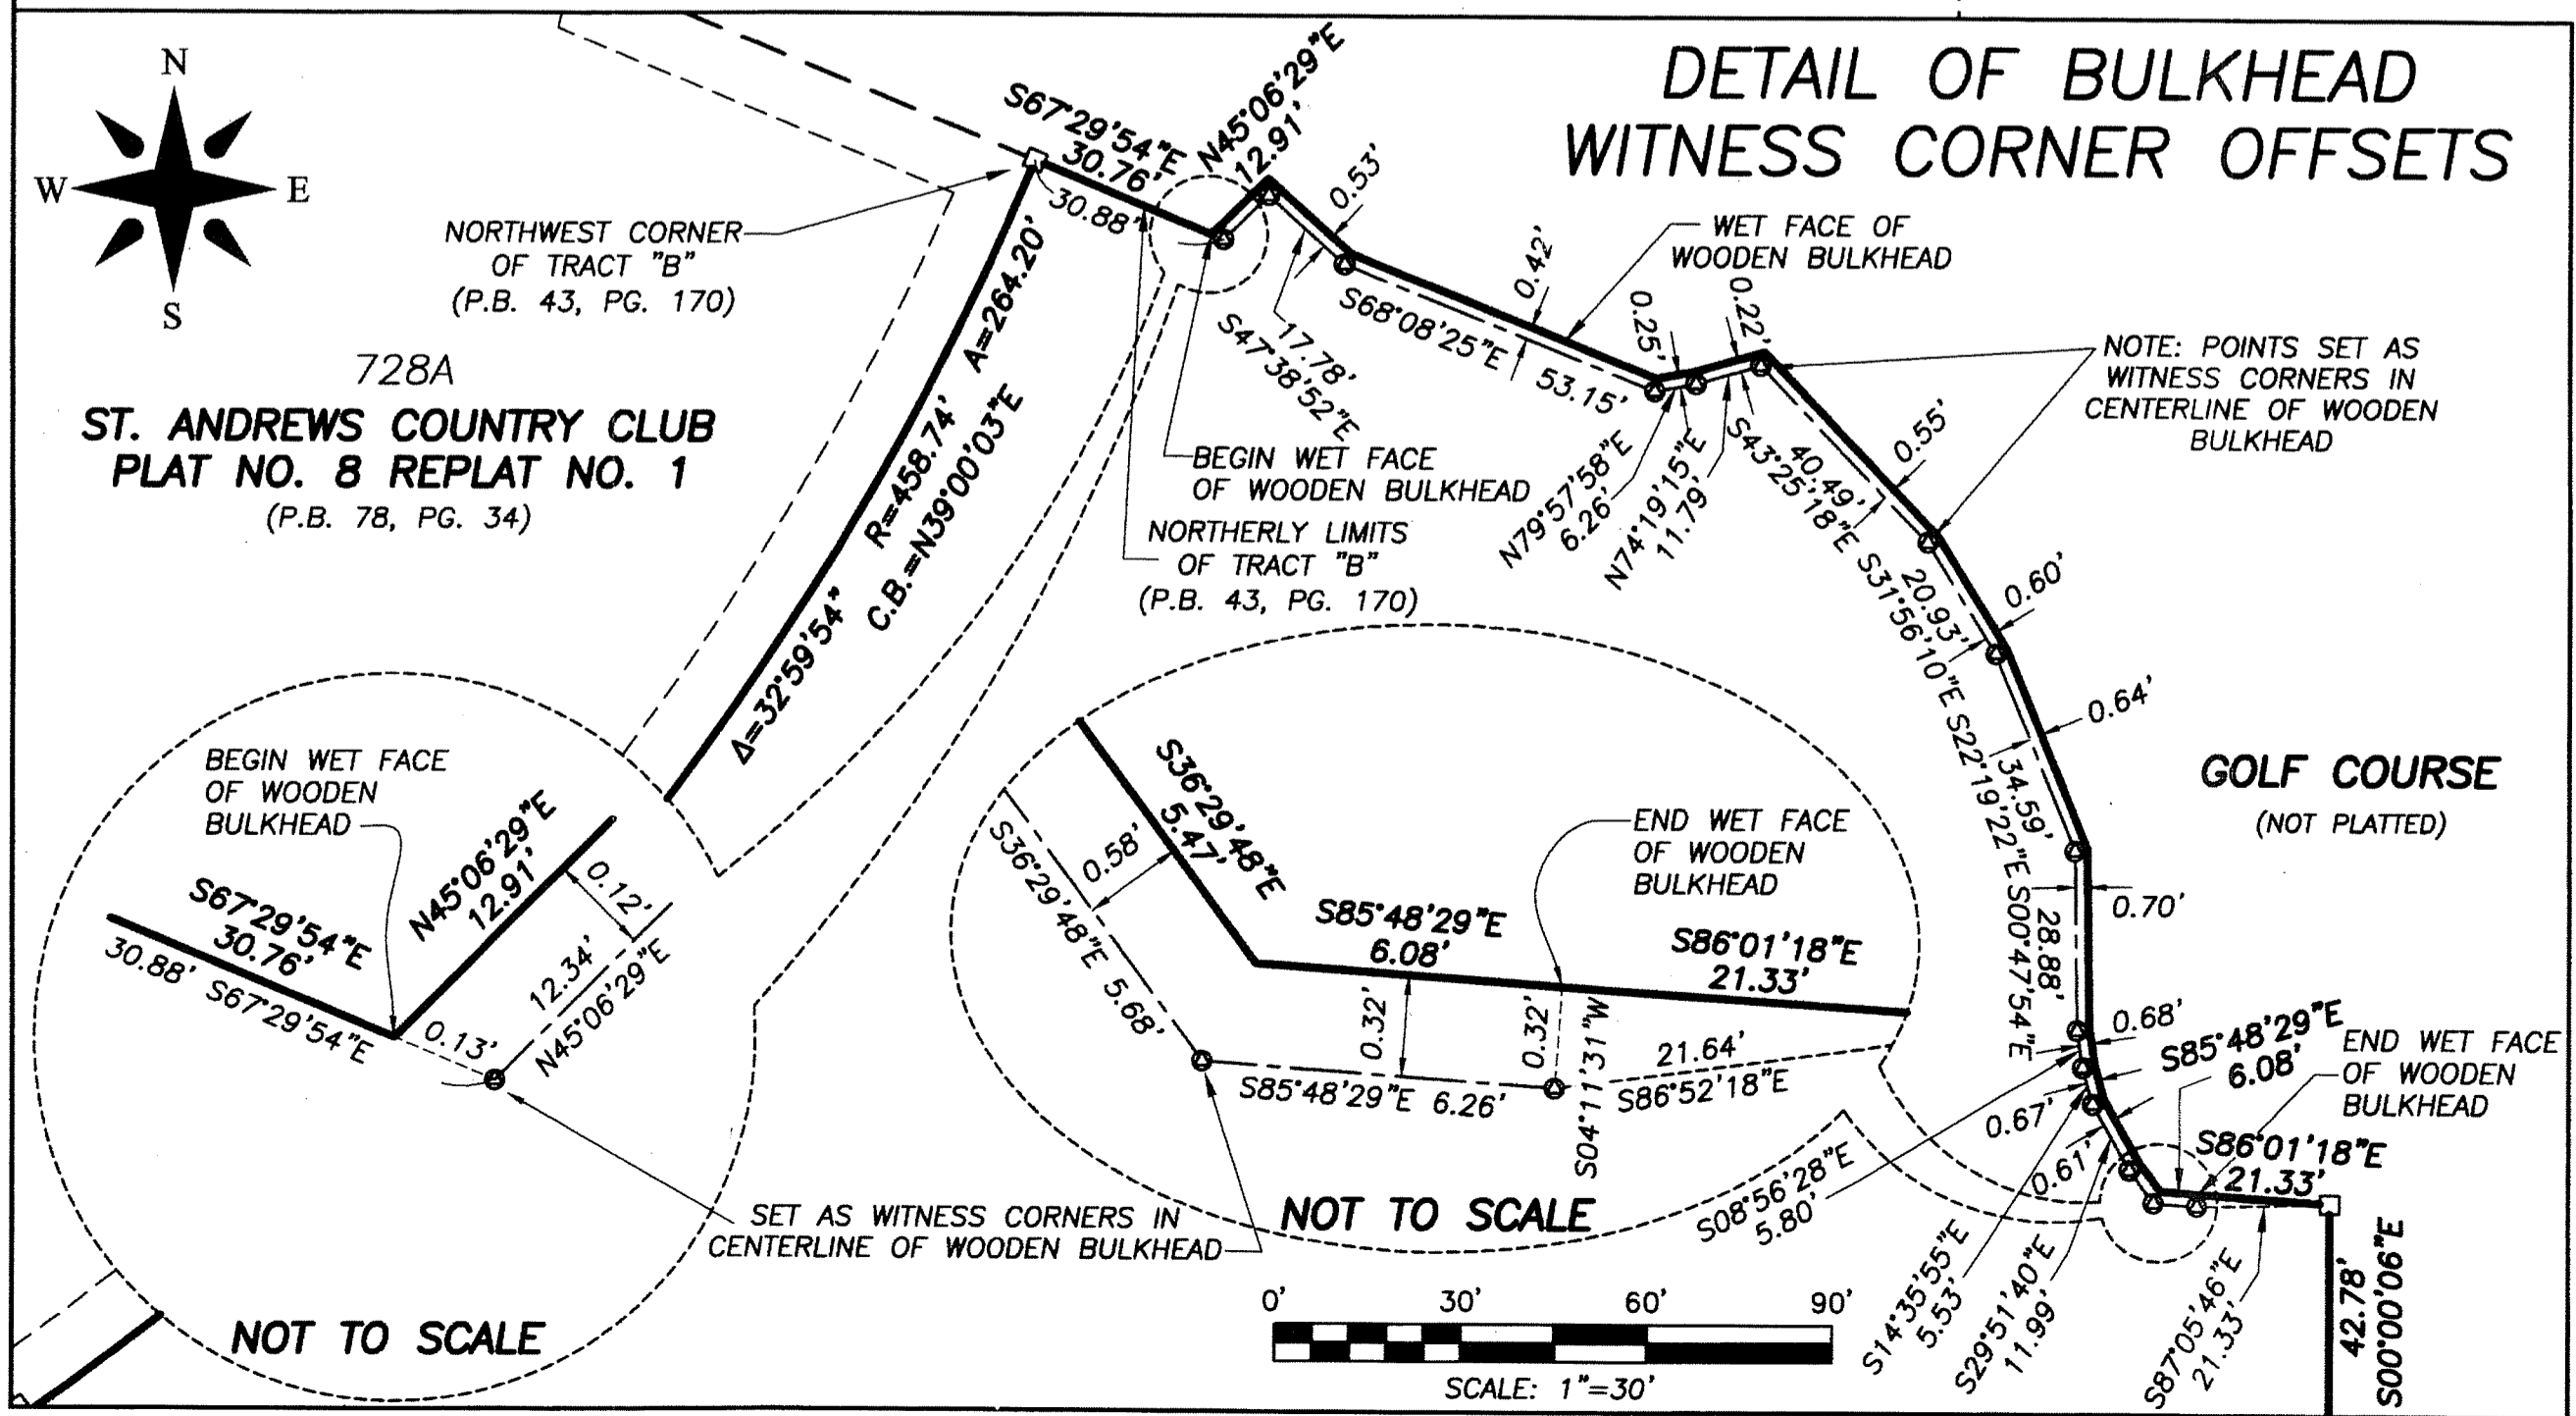 DETAIL OF BULKHEAD
WITNESS CORNER OFFSETS
N
W
E
S
NORTHWEST CORNER
OF TRACT "B"
(P.B. 43, PG. 170)
728A
ST. ANDREWS COUNTRY CLUB
PLAT NO. 8 REPLAT NO. 1
(P.B. 78, PG. 34)
S67°29'54"E
30.76'
30.88'
N45°06'29"E
12.91'
0.53'
17.78'
S47°38'52"E
0.42'
WET FACE OF
WOODEN BULKHEAD
S68°08'25"E
53.15'
0.25'
0.22'
NOTE: POINTS SET AS
WITNESS CORNERS IN
CENTERLINE OF WOODEN
BULKHEAD
BEGIN WET FACE
OF WOODEN BULKHEAD
NORTHERLY LIMITS
OF TRACT "B"
(P.B. 43, PG. 170)
N79°57'58"E
6.26'
N74°19'15"E
11.79'
0.55'
40.49'
S43°25'18"E
0.60'
20.93'
S31°56'10"E
0.64'
34.59'
S22°19'22"E
GOLF COURSE
(NOT PLATTED)
0.70'
28.88'
S00°47'54"E
0.68'
A=264.20'
R=458.74'
C.B.=N39°00'03"E
Δ=32°59'54"
BEGIN WET FACE
OF WOODEN
BULKHEAD
N45°06'29"E
12.91'
0.12'
S67°29'54"E
30.76'
30.88' S67°29'54"E
0.13'
12.34'
N45°06'29"E
SET AS WITNESS CORNERS IN
CENTERLINE OF WOODEN BULKHEAD
NOT TO SCALE
S36°29'48"E
5.47'
0.58'
S36°29'48"E 5.68'
END WET FACE
OF WOODEN
BULKHEAD
S85°48'29"E
6.08'
S86°01'18"E
21.33'
0.32'
0.32'
S04°11'31"W
21.64'
S86°52'18"E
S85°48'29"E 6.26'
NOT TO SCALE
S85°48'29"E
6.08'
END WET FACE
OF WOODEN
BULKHEAD
0.67'
0.61'
S86°01'18"E
21.33'
S08°56'28"E
5.80'
S14°35'55"E
5.53'
S29°51'40"E
11.99'
S87°05'46"E
21.33'
42.78'
S00°00'06"E
0' 30' 60' 90'
SCALE: 1"=30'